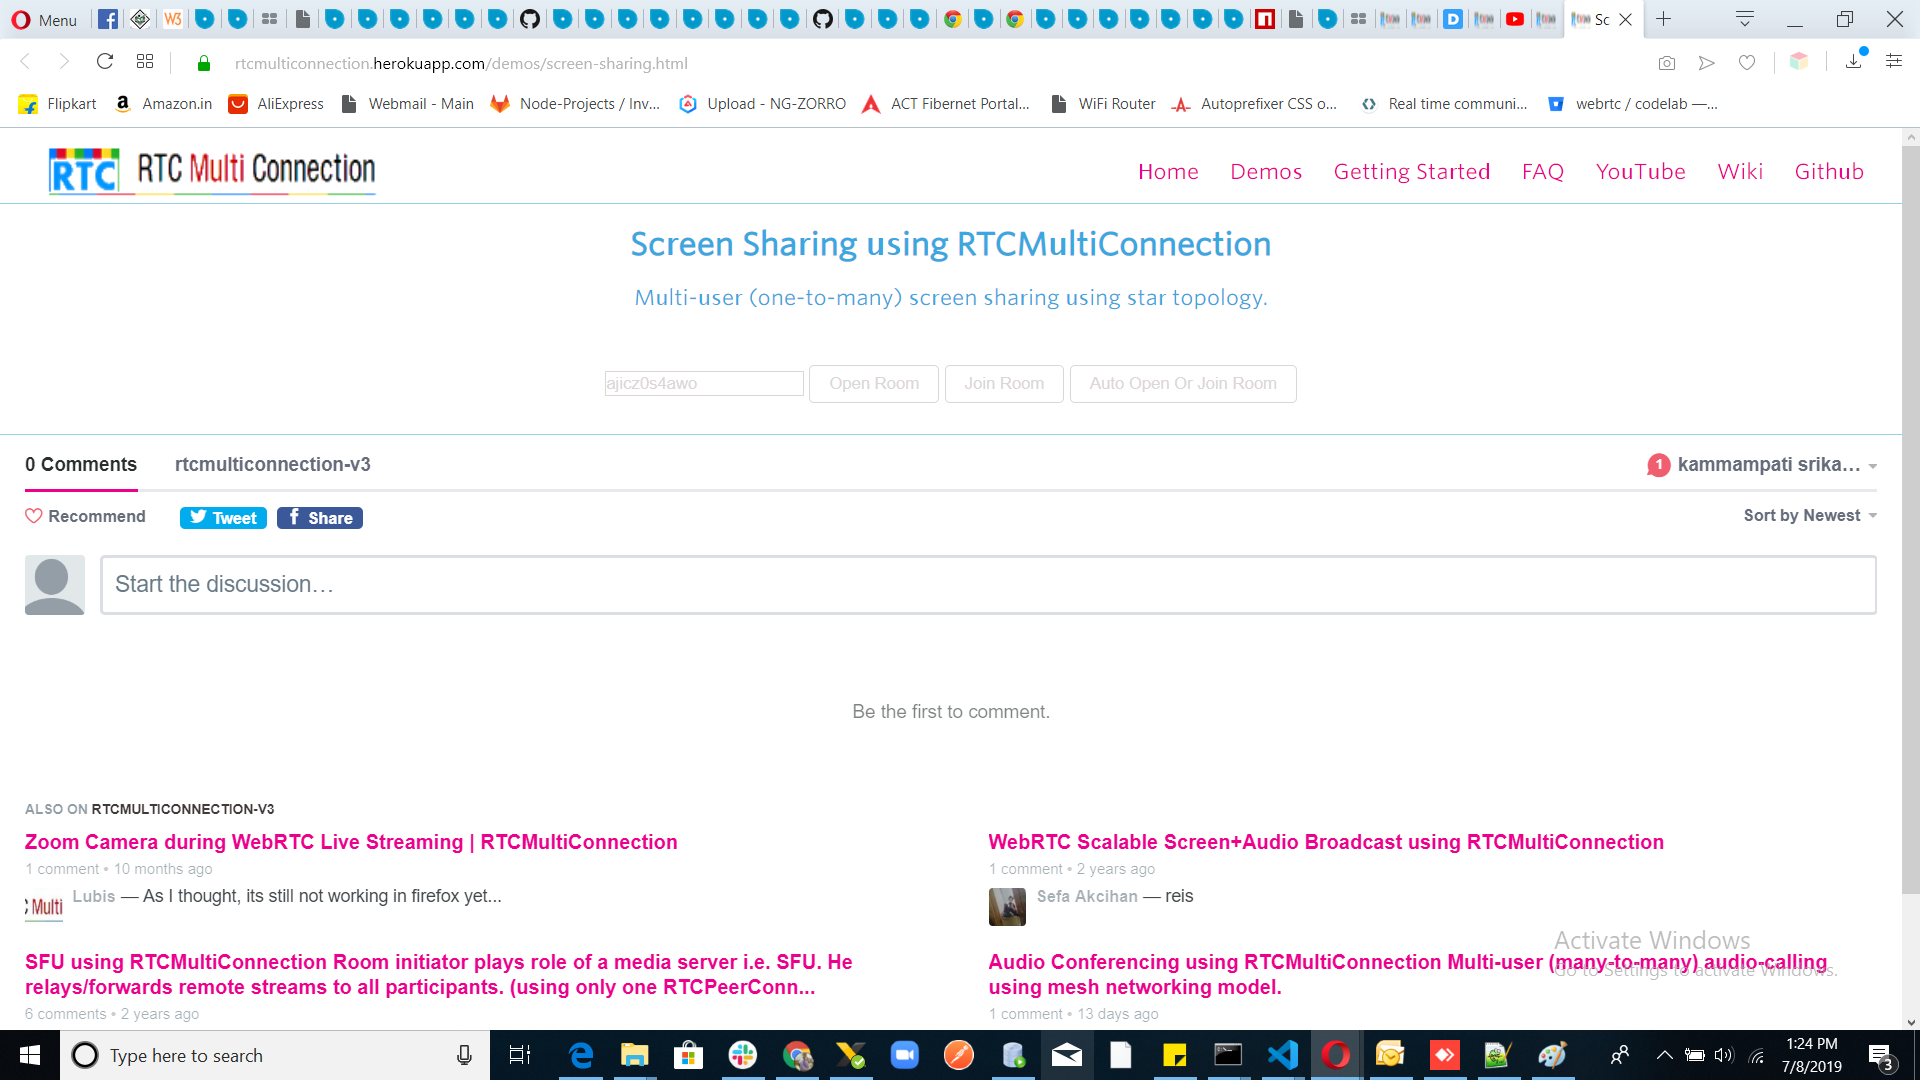 Menu
W3
D
Sc
rtcmulticonnection.herokuapp.com/demos/screen-sharing.html
Flipkart
Amazon.in
AliExpress
Webmail - Main
Node-Projects / Inv...
Upload - NG-ZORRO
ACT Fibernet Portal...
WiFi Router
Autoprefixer CSS o...
Real time communi...
webrtc / codelab —...
RTC RTC Multi Connection
Home
Demos
Getting Started
FAQ
YouTube
Wiki
Github
Screen Sharing using RTCMultiConnection
Multi-user (one-to-many) screen sharing using star topology.
ajicz0s4awo
Open Room
Join Room
Auto Open Or Join Room
0 Comments
rtcmulticonnection-v3
1
kammampati srika...
Recommend
Tweet
Share
Sort by Newest
Start the discussion...
Be the first to comment.
ALSO ON RTCMULTICONNECTION-V3
Zoom Camera during WebRTC Live Streaming | RTCMultiConnection
1 comment • 10 months ago
Multi
Lubis — As I thought, its still not working in firefox yet...
WebRTC Scalable Screen+Audio Broadcast using RTCMultiConnection
1 comment • 2 years ago
Sefa Akcihan — reis
SFU using RTCMultiConnection Room initiator plays role of a media server i.e. SFU. He
relays/forwards remote streams to all participants. (using only one RTCPeerConn...
6 comments • 2 years ago
Audio Conferencing using RTCMultiConnection Multi-user (many-to-many) audio-calling
using mesh networking model.
1 comment • 13 days ago
Activate Windows
Go to Settings to activate Windows.
Type here to search
1:24 PM
7/8/2019
3